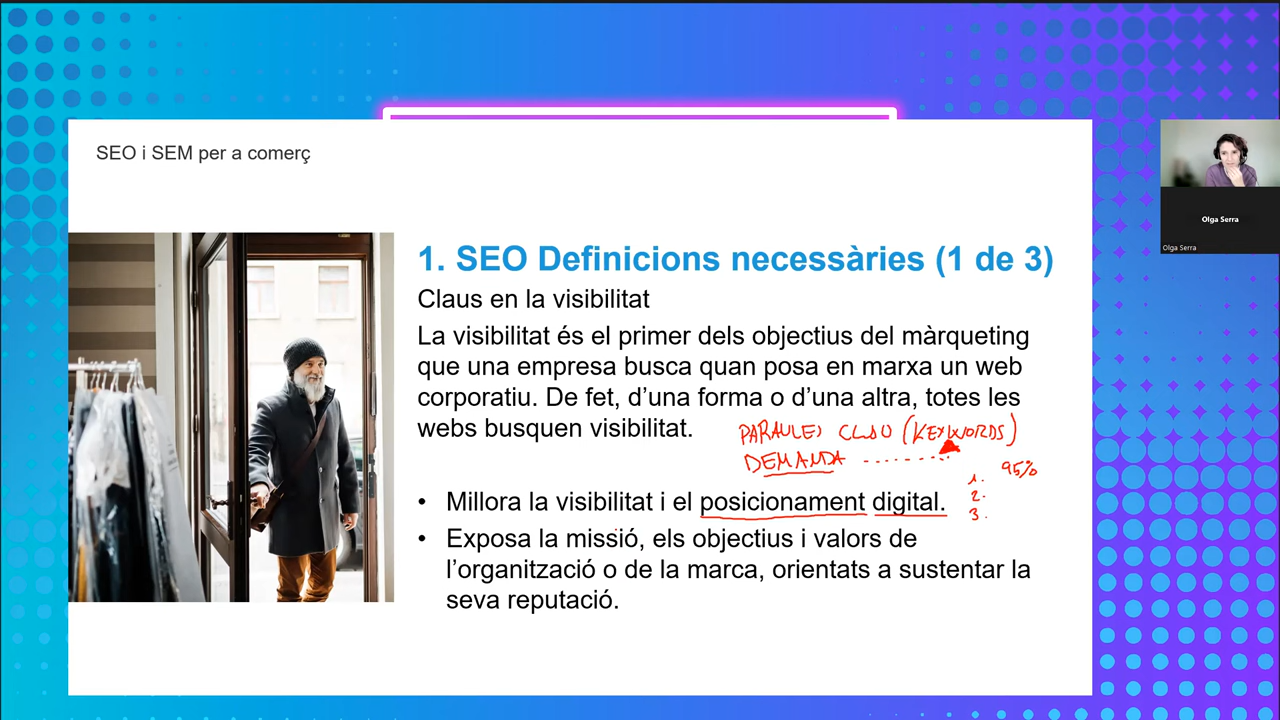 SEO i SEM per a comerç
Olga Serra
Olga Serra
1. SEO Definicions necessàries (1 de 3)
Claus en la visibilitat
La visibilitat és el primer dels objectius del màrqueting
que una empresa busca quan posa en marxa un web
corporatiu. De fet, d’una forma o d’una altra, totes les
webs busquen visibilitat.
PARAULES CLAU (KEYWORDS)
DEMANDA ........
95%
1.
2.
3.
• Millora la visibilitat i el posicionament digital.
• Exposa la missió, els objectius i valors de
l’organització o de la marca, orientats a sustentar la
seva reputació.